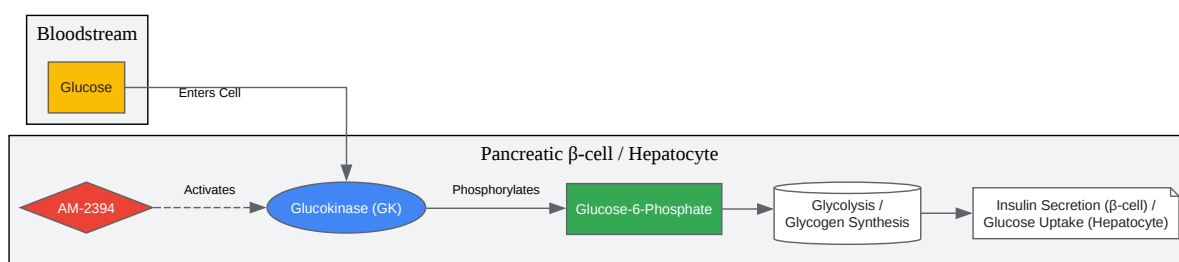 Bloodstream
Glucose
Enters Cell
Pancreatic β-cell / Hepatocyte
AM-2394
Activates
Glucokinase (GK)
Phosphorylates
Glucose-6-Phosphate
Glycolysis /
Glycogen Synthesis
Insulin Secretion (β-cell) /
Glucose Uptake (Hepatocyte)